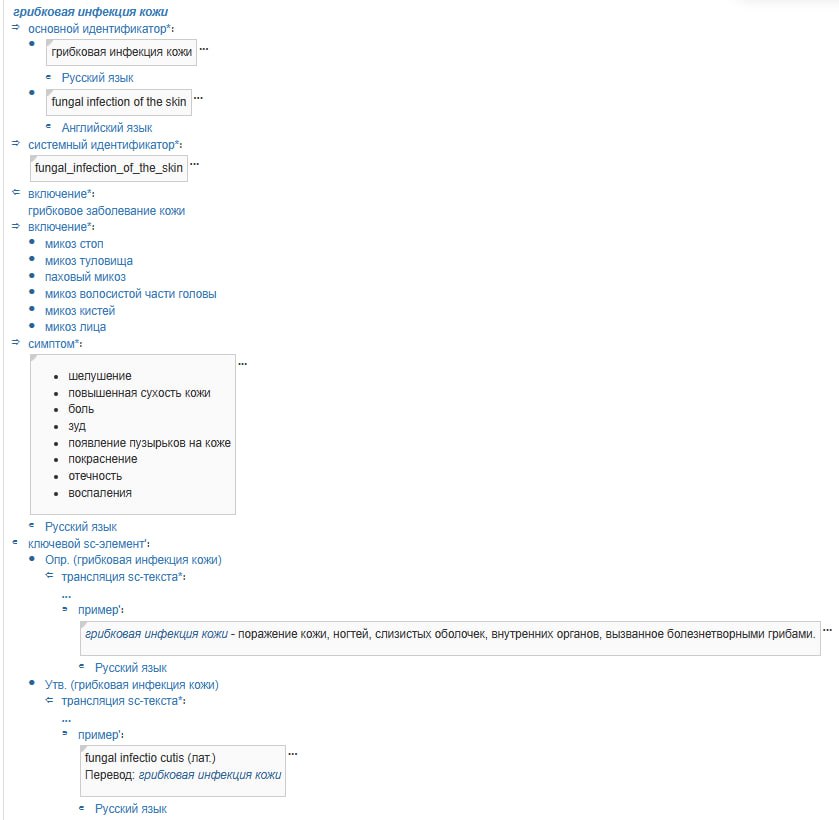 грибковая инфекция кожи
⇒ основной идентификатор*:
• грибковая инфекция кожи ...
∈ Русский язык
• fungal infection of the skin ...
∈ Английский язык
⇒ системный идентификатор*:
fungal_infection_of_the_skin ...
⇐ включение*:
грибковое заболевание кожи
⇒ включение*:
• микоз стоп
• микоз туловища
• паховый микоз
• микоз волосистой части головы
• микоз кистей
• микоз лица
⇒ симптом*:
...
• шелушение
• повышенная сухость кожи
• боль
• зуд
• появление пузырьков на коже
• покраснение
• отечность
• воспаления
∈ Русский язык
∈ ключевой sc-элемент':
• Опр. (грибковая инфекция кожи)
⇐ трансляция sc-текста*:
...
∋ пример':
грибковая инфекция кожи - поражение кожи, ногтей, слизистых оболочек, внутренних органов, вызванное болезнетворными грибами. ...
∈ Русский язык
• Утв. (грибковая инфекция кожи)
⇐ трансляция sc-текста*:
...
∋ пример':
fungal infectio cutis (лат.) ...
Перевод: грибковая инфекция кожи
∈ Русский язык